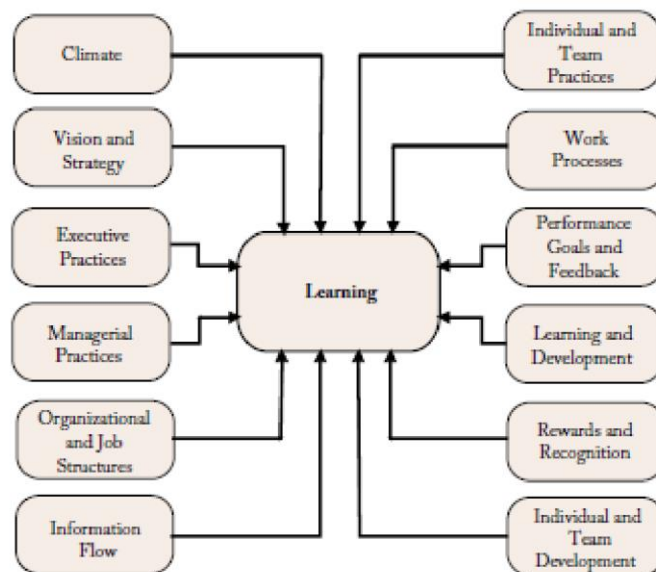 Climate
Vision and
Strategy
Executive
Practices
Managerial
Practices
Organizational
and Job
Structures
Information
Flow
Learning
Individual and
Team
Practices
Work
Processes
Performance
Goals and
Feedback
Learning and
Development
Rewards and
Recognition
Individual and
Team
Development